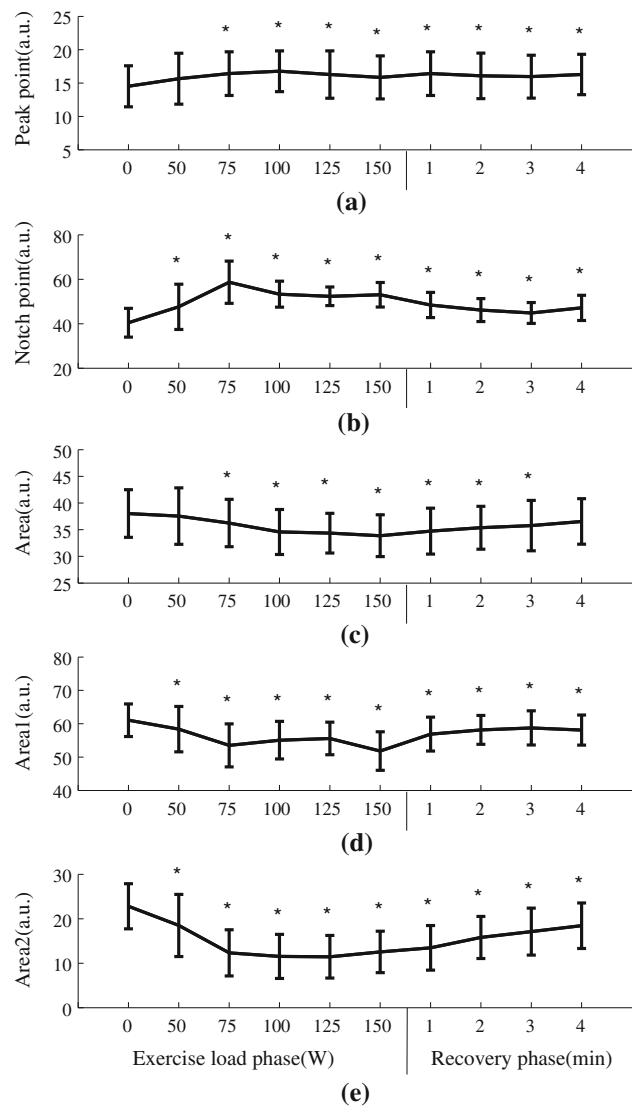 Peak point(a.u.)
25
20
15
10
5
* * * * * * * *
0 50 75 100 125 150 1 2 3 4
(a)
Notch point(a.u.)
80
60
40
20
* * * * * * * * *
0 50 75 100 125 150 1 2 3 4
(b)
Area(a.u.)
50
45
40
35
30
25
* * * * * * *
0 50 75 100 125 150 1 2 3 4
(c)
Area1(a.u.)
80
70
60
50
40
* * * * * * * * *
0 50 75 100 125 150 1 2 3 4
(d)
Area2(a.u.)
30
20
10
0
* * * * * * * * *
0 50 75 100 125 150 1 2 3 4
Exercise load phase(W) Recovery phase(min)
(e)